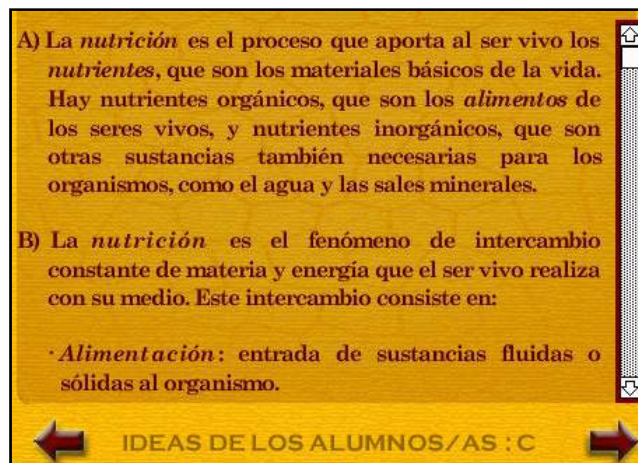 A) La nutrición es el proceso que aporta al ser vivo los
nutrientes, que son los materiales básicos de la vida.
Hay nutrientes orgánicos, que son los alimentos de
los seres vivos, y nutrientes inorgánicos, que son
otras sustancias también necesarias para los
organismos, como el agua y las sales minerales.
B) La nutrición es el fenómeno de intercambio
constante de materia y energía que el ser vivo realiza
con su medio. Este intercambio consiste en:
· Alimentación: entrada de sustancias fluidas o
sólidas al organismo.
IDEAS DE LOS ALUMNOS/AS : C